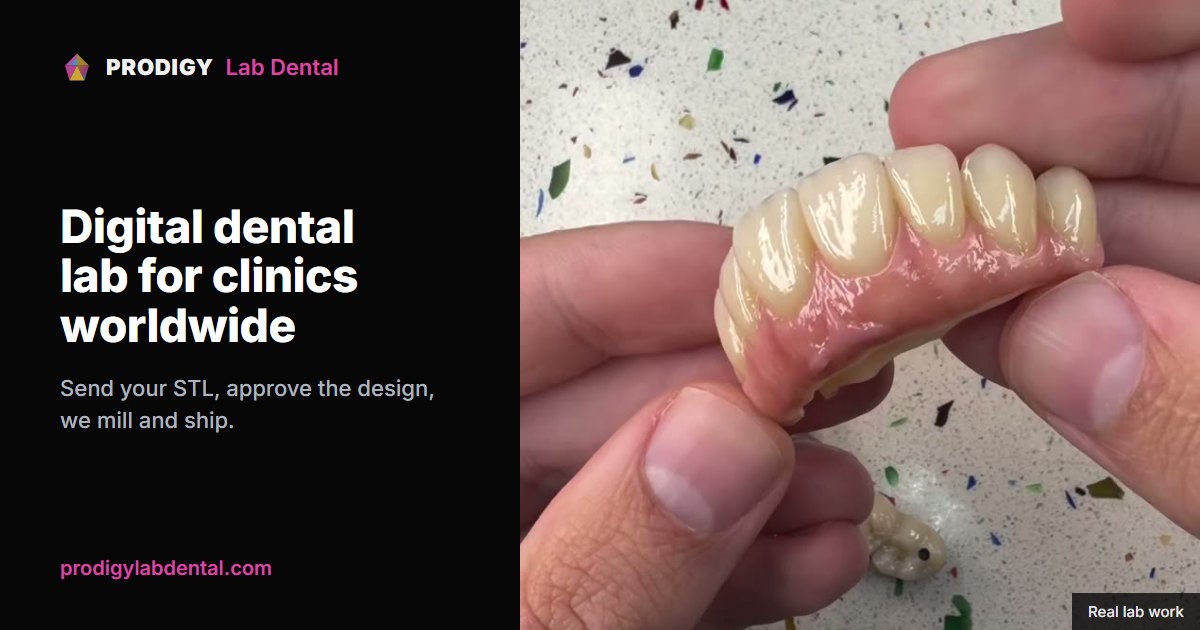 PRODIGY Lab Dental
Digital dental
lab for clinics
worldwide
Send your STL, approve the design,
we mill and ship.
prodigylabdental.com
Real lab work